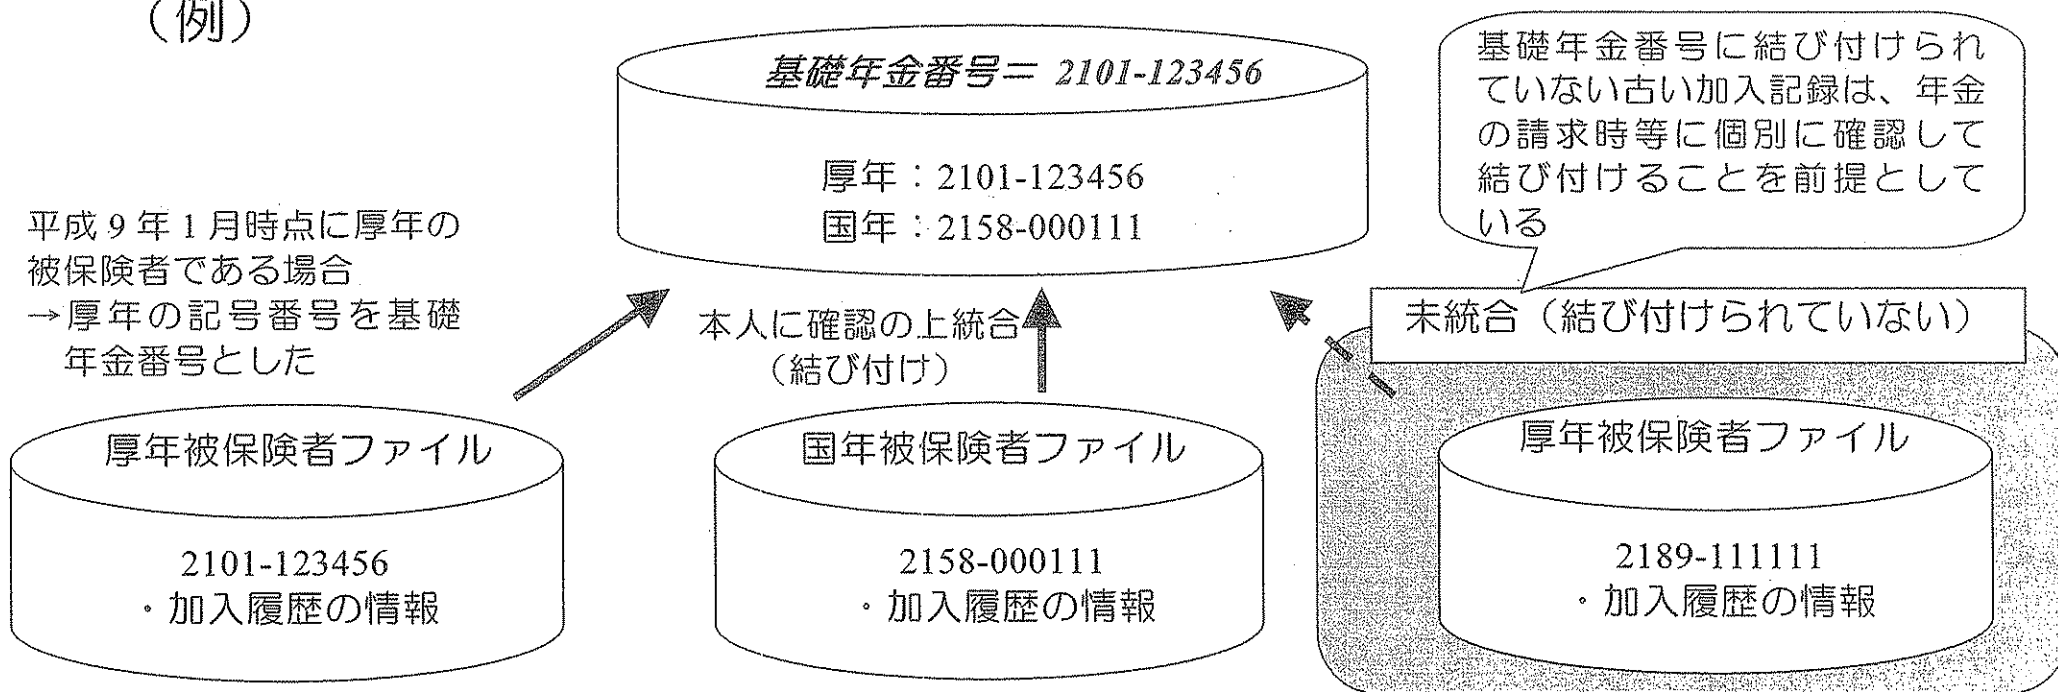 （例）
基礎年金番号＝ 2101-123456
厚年：2101-123456
国年：2158-000111
基礎年金番号に結び付けられ
ていない古い加入記録は、年金
の請求時等に個別に確認して
結び付けることを前提として
いる
平成９年１月時点に厚年の
被保険者である場合
→厚年の記号番号を基礎
年金番号とした
本人に確認の上統合
（結び付け）
未統合（結び付けられていない）
厚年被保険者ファイル
2101-123456
・加入履歴の情報
国年被保険者ファイル
2158-000111
・加入履歴の情報
厚年被保険者ファイル
2189-111111
・加入履歴の情報